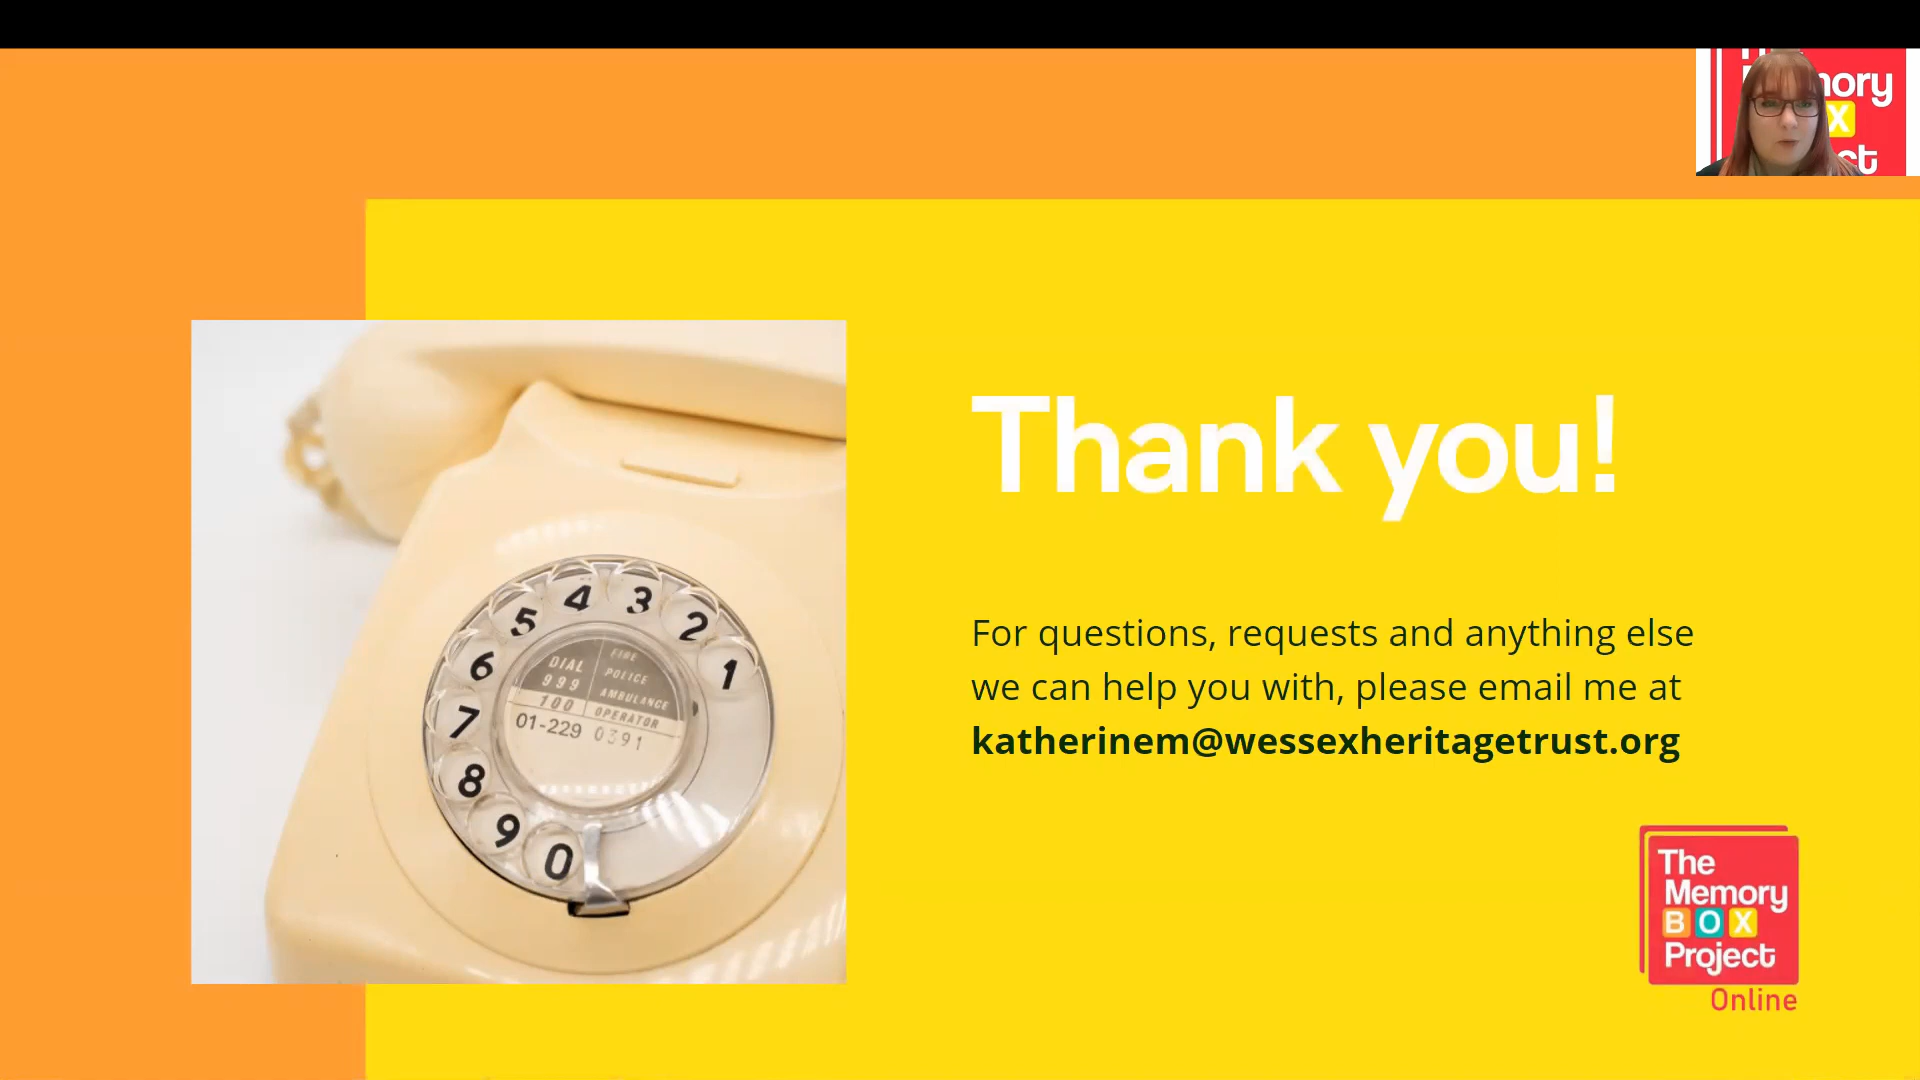 Thank you!
For questions, requests and anything else
we can help you with, please email me at
katherinem@wessexheritagetrust.org
The
Memory
BOX
Project
Online
4 3
5 2
6 1
7
8
9
0
DIAL FIRE
999 POLICE
AMBULANCE
100 OPERATOR
01-229 0391
ory
X
ct